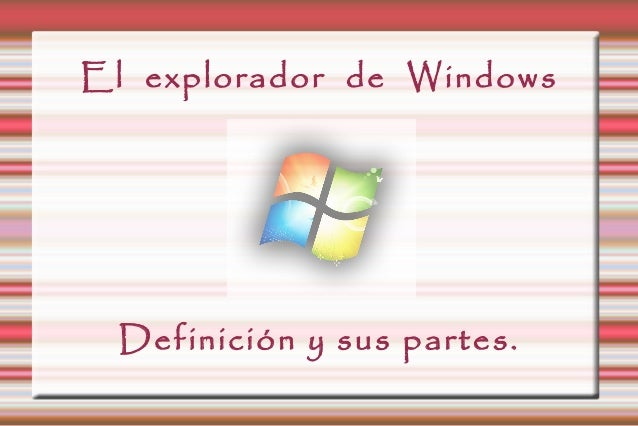 El explorador de Windows
Definición y sus partes.